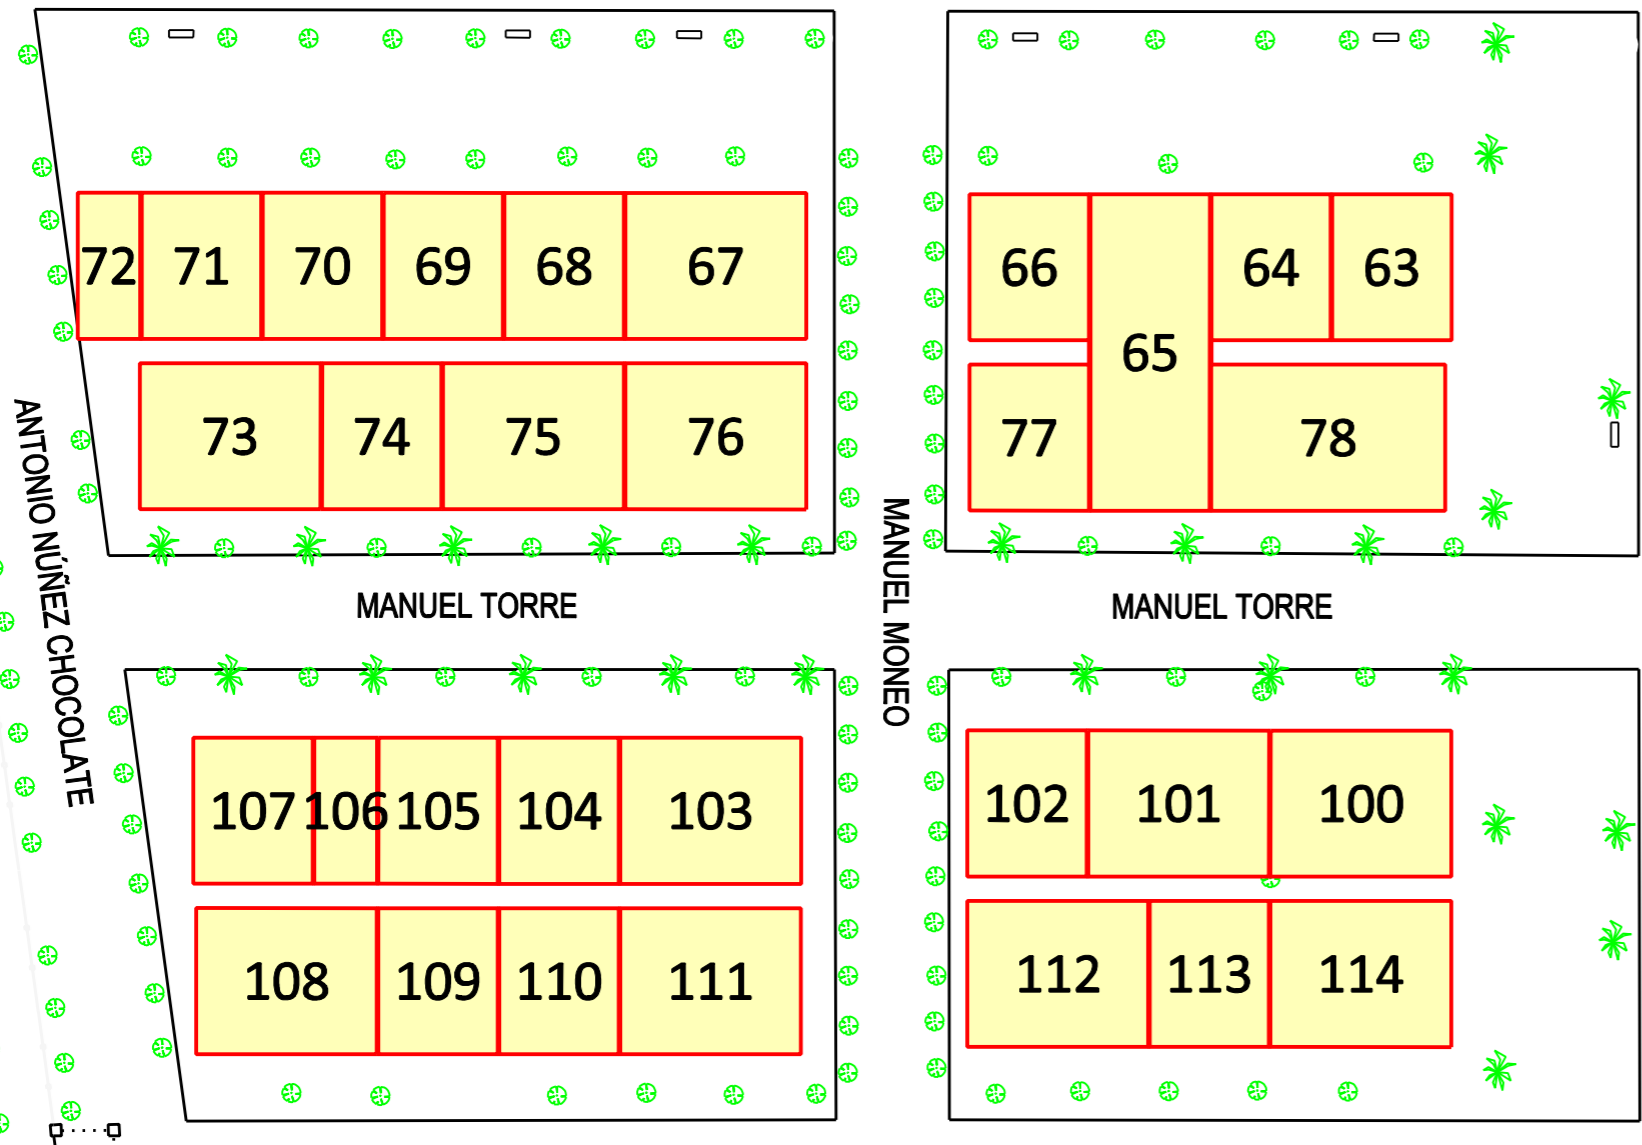 72 71 70 69 68 67
66 65 64 63
73 74 75 76
77 78
ANTONIO NÚÑEZ CHOCOLATE
MANUEL TORRE
MANUEL MONEO
MANUEL TORRE
107 106 105 104 103
102 101 100
108 109 110 111
112 113 114